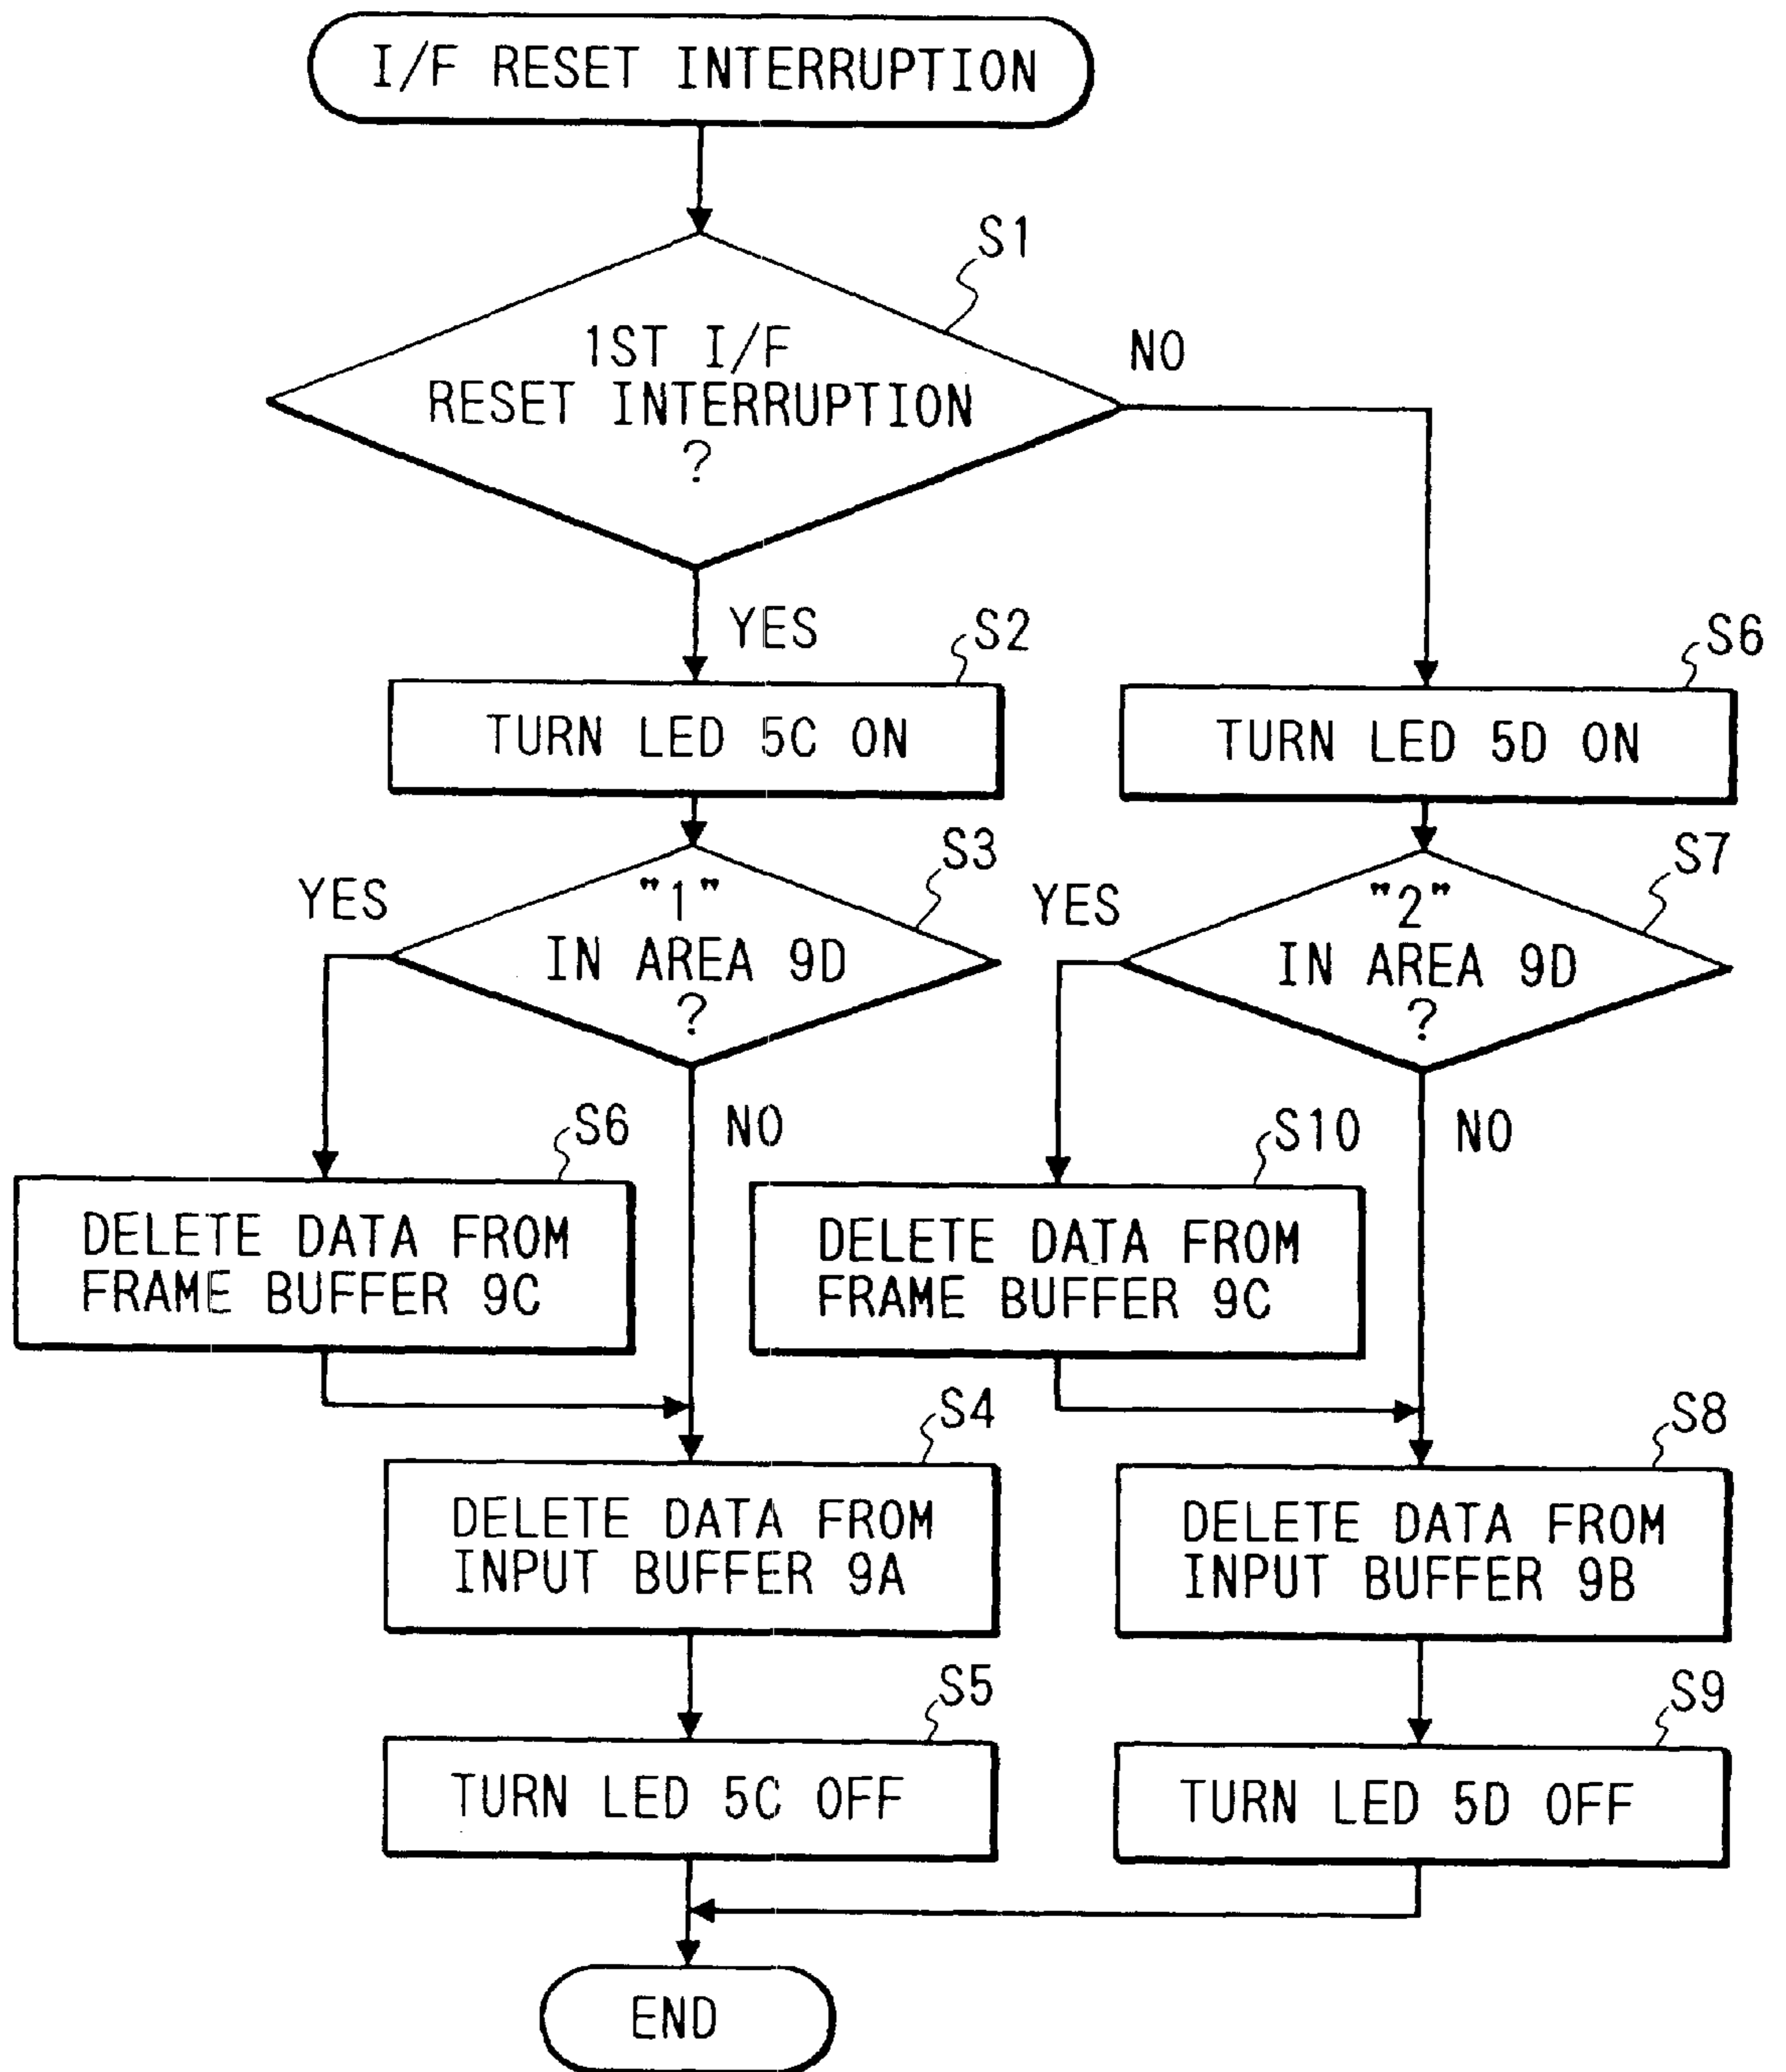 I/F RESET INTERRUPTION
S1
1ST I/F
RESET INTERRUPTION
?
NO
YES
S2
TURN LED 5C ON
S6
TURN LED 5D ON
S3
YES
"1"
IN AREA 9D
?
NO
S7
YES
"2"
IN AREA 9D
?
NO
S6
DELETE DATA FROM
FRAME BUFFER 9C
S10
DELETE DATA FROM
FRAME BUFFER 9C
S4
DELETE DATA FROM
INPUT BUFFER 9A
S8
DELETE DATA FROM
INPUT BUFFER 9B
S5
TURN LED 5C OFF
S9
TURN LED 5D OFF
END